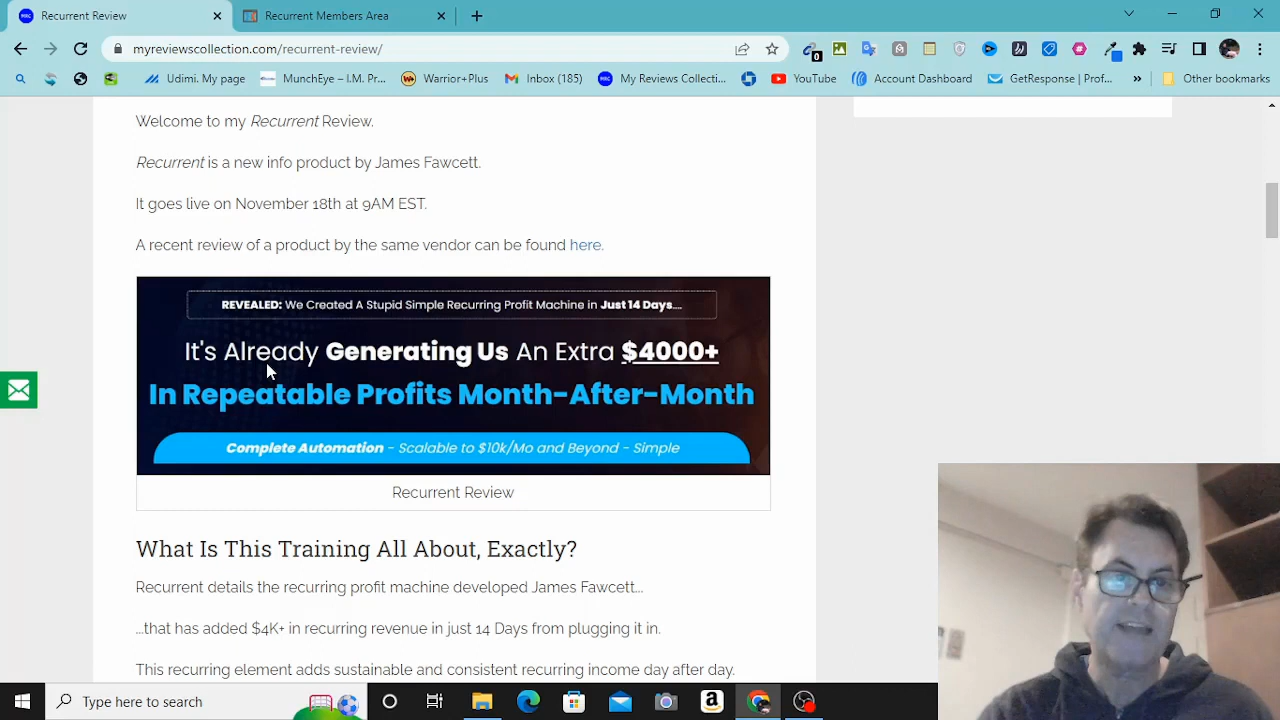 Recurrent Review
Recurrent Members Area
myreviewscollection.com/recurrent-review/
Udimi. My page
MunchEye – I.M. Pr...
Warrior+Plus
Inbox (185)
My Reviews Collecti...
YouTube
Account Dashboard
GetResponse | Prof...
»
Other bookmarks
Welcome to my Recurrent Review.
Recurrent is a new info product by James Fawcett.
It goes live on November 18th at 9AM EST.
A recent review of a product by the same vendor can be found here.
REVEALED: We Created A Stupid Simple Recurring Profit Machine in Just 14 Days....
It's Already Generating Us An Extra $4000+
In Repeatable Profits Month-After-Month
Complete Automation - Scalable to $10k/Mo and Beyond - Simple
Recurrent Review
What Is This Training All About, Exactly?
Recurrent details the recurring profit machine developed James Fawcett...
...that has added $4K+ in recurring revenue in just 14 Days from plugging it in.
This recurring element adds sustainable and consistent recurring income day after day.
Type here to search